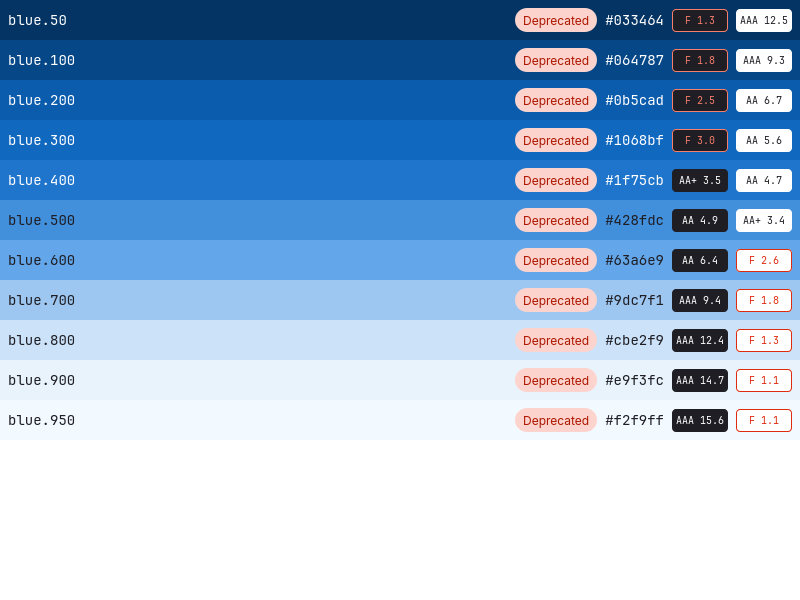 blue.50 Deprecated #033464 F 1.3 AAA 12.5
blue.100 Deprecated #064787 F 1.8 AAA 9.3
blue.200 Deprecated #0b5cad F 2.5 AA 6.7
blue.300 Deprecated #1068bf F 3.0 AA 5.6
blue.400 Deprecated #1f75cb AA+ 3.5 AA 4.7
blue.500 Deprecated #428fdc AA 4.9 AA+ 3.4
blue.600 Deprecated #63a6e9 AA 6.4 F 2.6
blue.700 Deprecated #9dc7f1 AAA 9.4 F 1.8
blue.800 Deprecated #cbe2f9 AAA 12.4 F 1.3
blue.900 Deprecated #e9f3fc AAA 14.7 F 1.1
blue.950 Deprecated #f2f9ff AAA 15.6 F 1.1